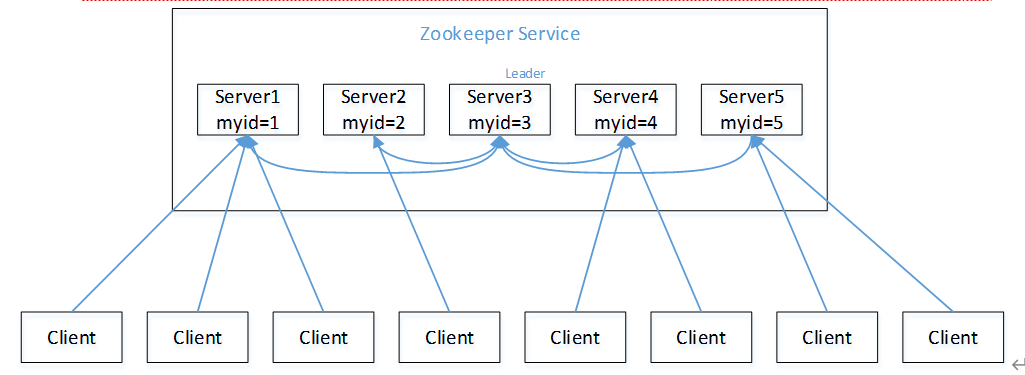 Zookeeper Service
Leader
Server1 Server2 Server3 Server4 Server5
myid=1 myid=2 myid=3 myid=4 myid=5
Client Client Client Client Client Client Client Client